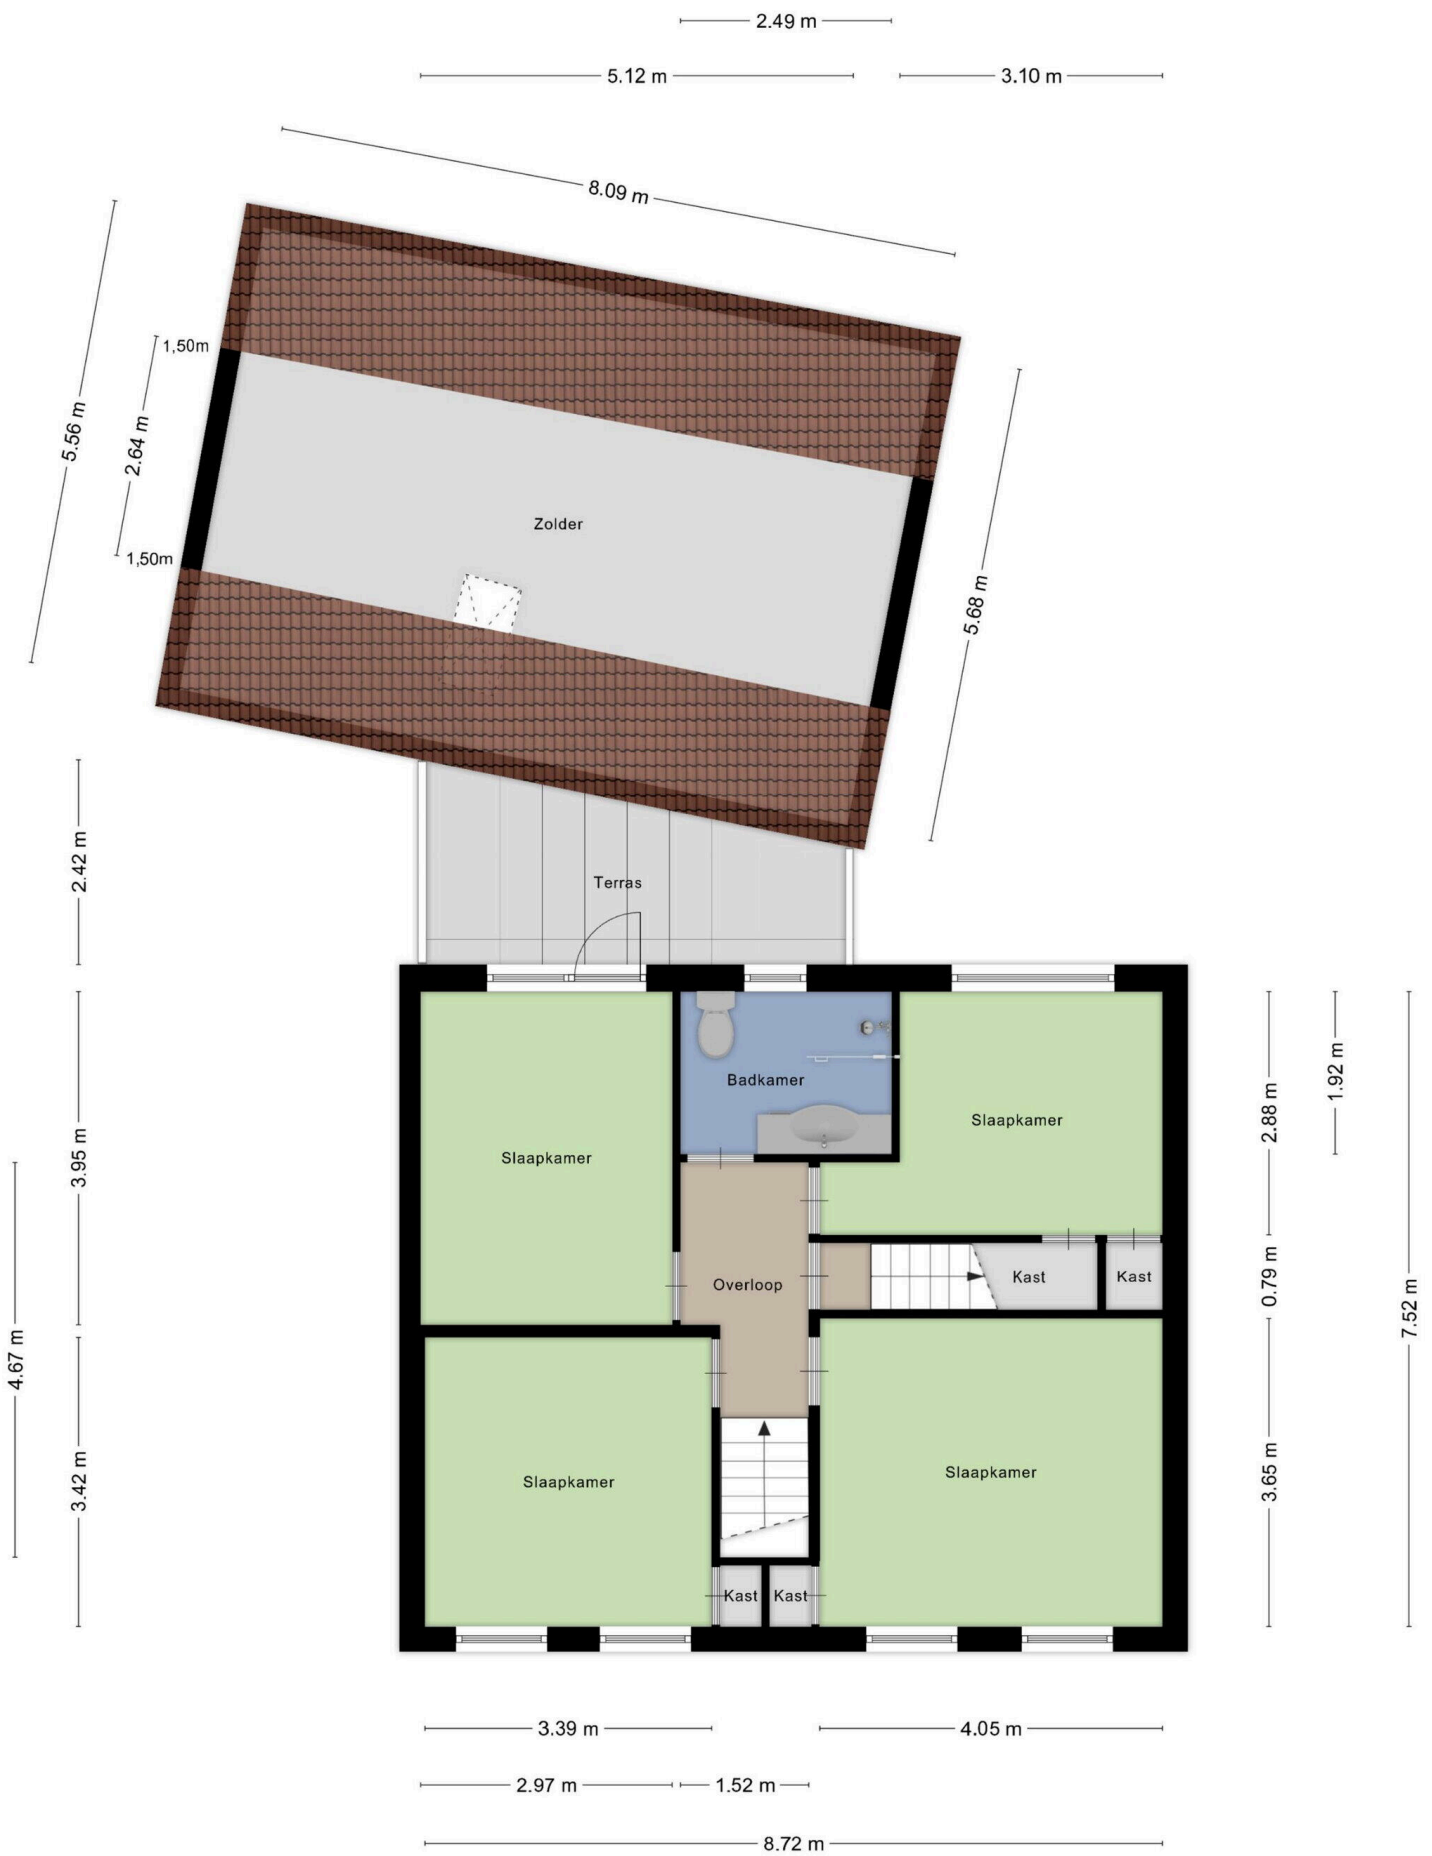 2.49 m
5.12 m
3.10 m
8.09 m
1,50m
5.56 m
2.64 m
Zolder
1,50m
5.68 m
2.42 m
Terras
Badkamer
1.92 m
2.88 m
Slaapkamer
3.95 m
Slaapkamer
Overloop
Kast
Kast
0.79 m
7.52 m
4.67 m
Slaapkamer
Slaapkamer
3.42 m
3.65 m
Kast
Kast
3.39 m
4.05 m
2.97 m
1.52 m
8.72 m